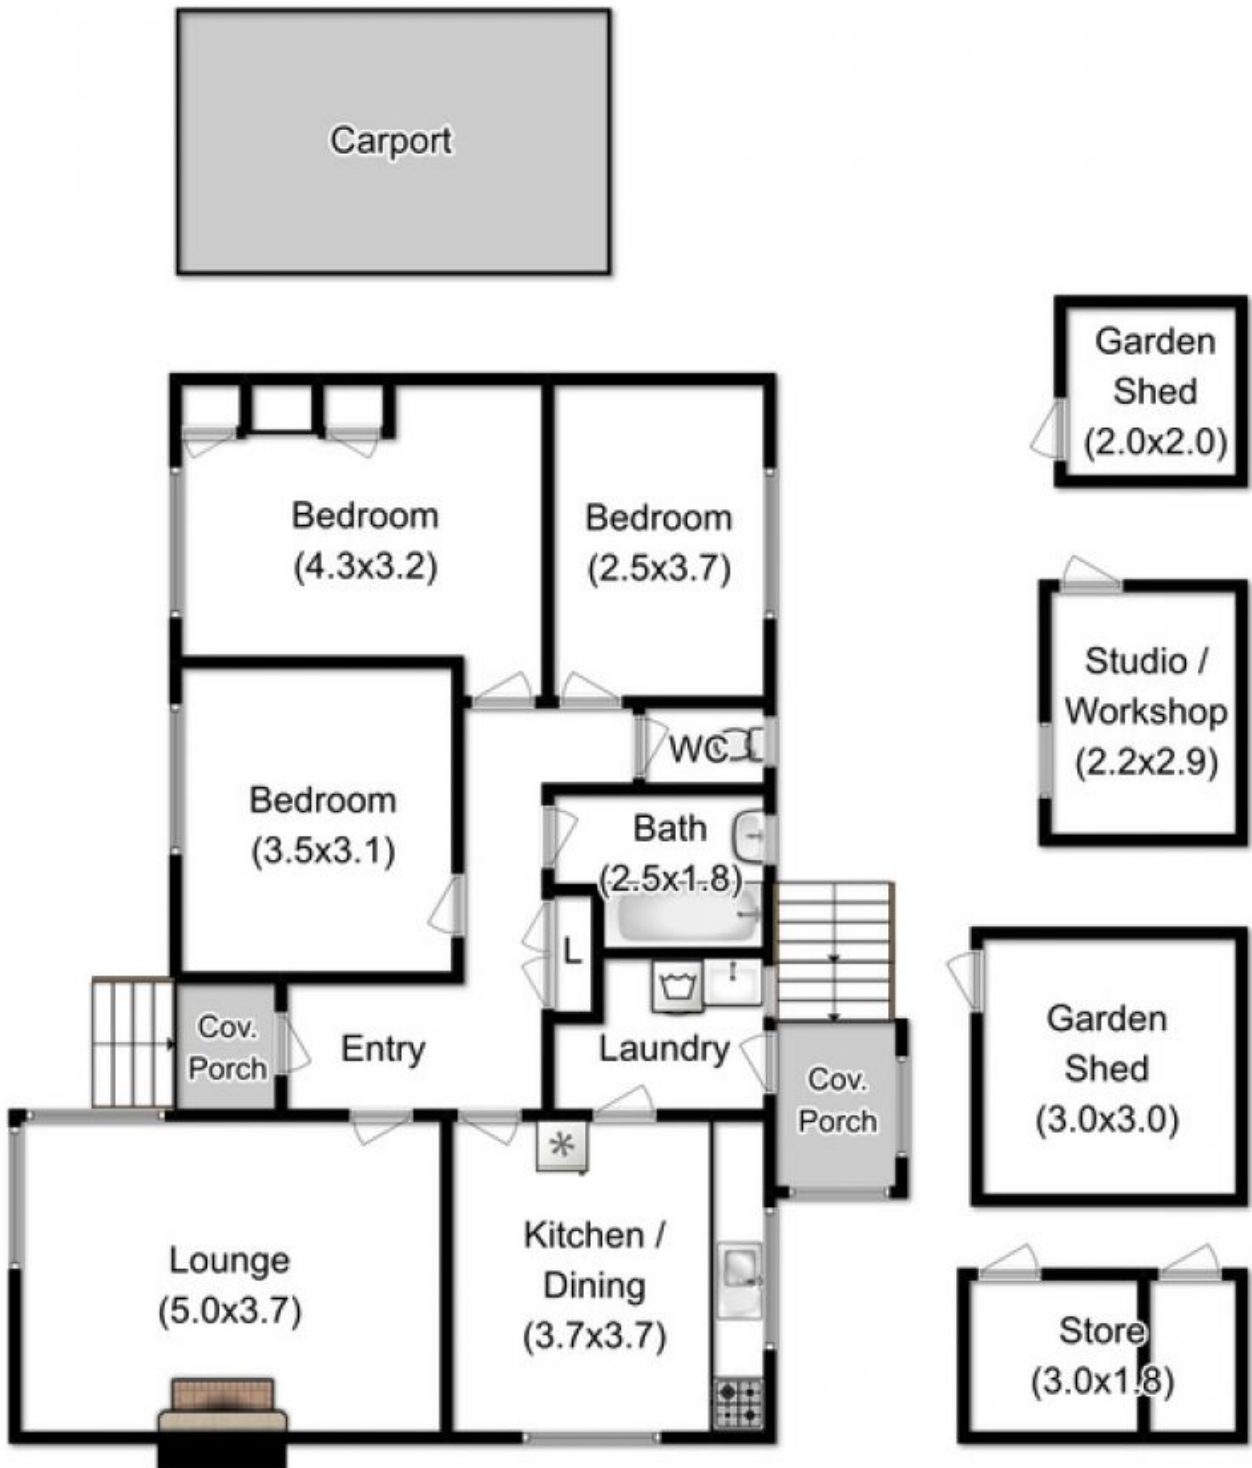 Carport
Garden
Shed
(2.0x2.0)
Bedroom
(4.3x3.2)
Bedroom
(2.5x3.7)
Studio /
Workshop
(2.2x2.9)
WC
Bedroom
(3.5x3.1)
Bath
(2.5x1.8)
L
Cov.
Porch
Entry
Laundry
Cov.
Porch
Garden
Shed
(3.0x3.0)
Lounge
(5.0x3.7)
Kitchen /
Dining
(3.7x3.7)
Store
(3.0x1.8)